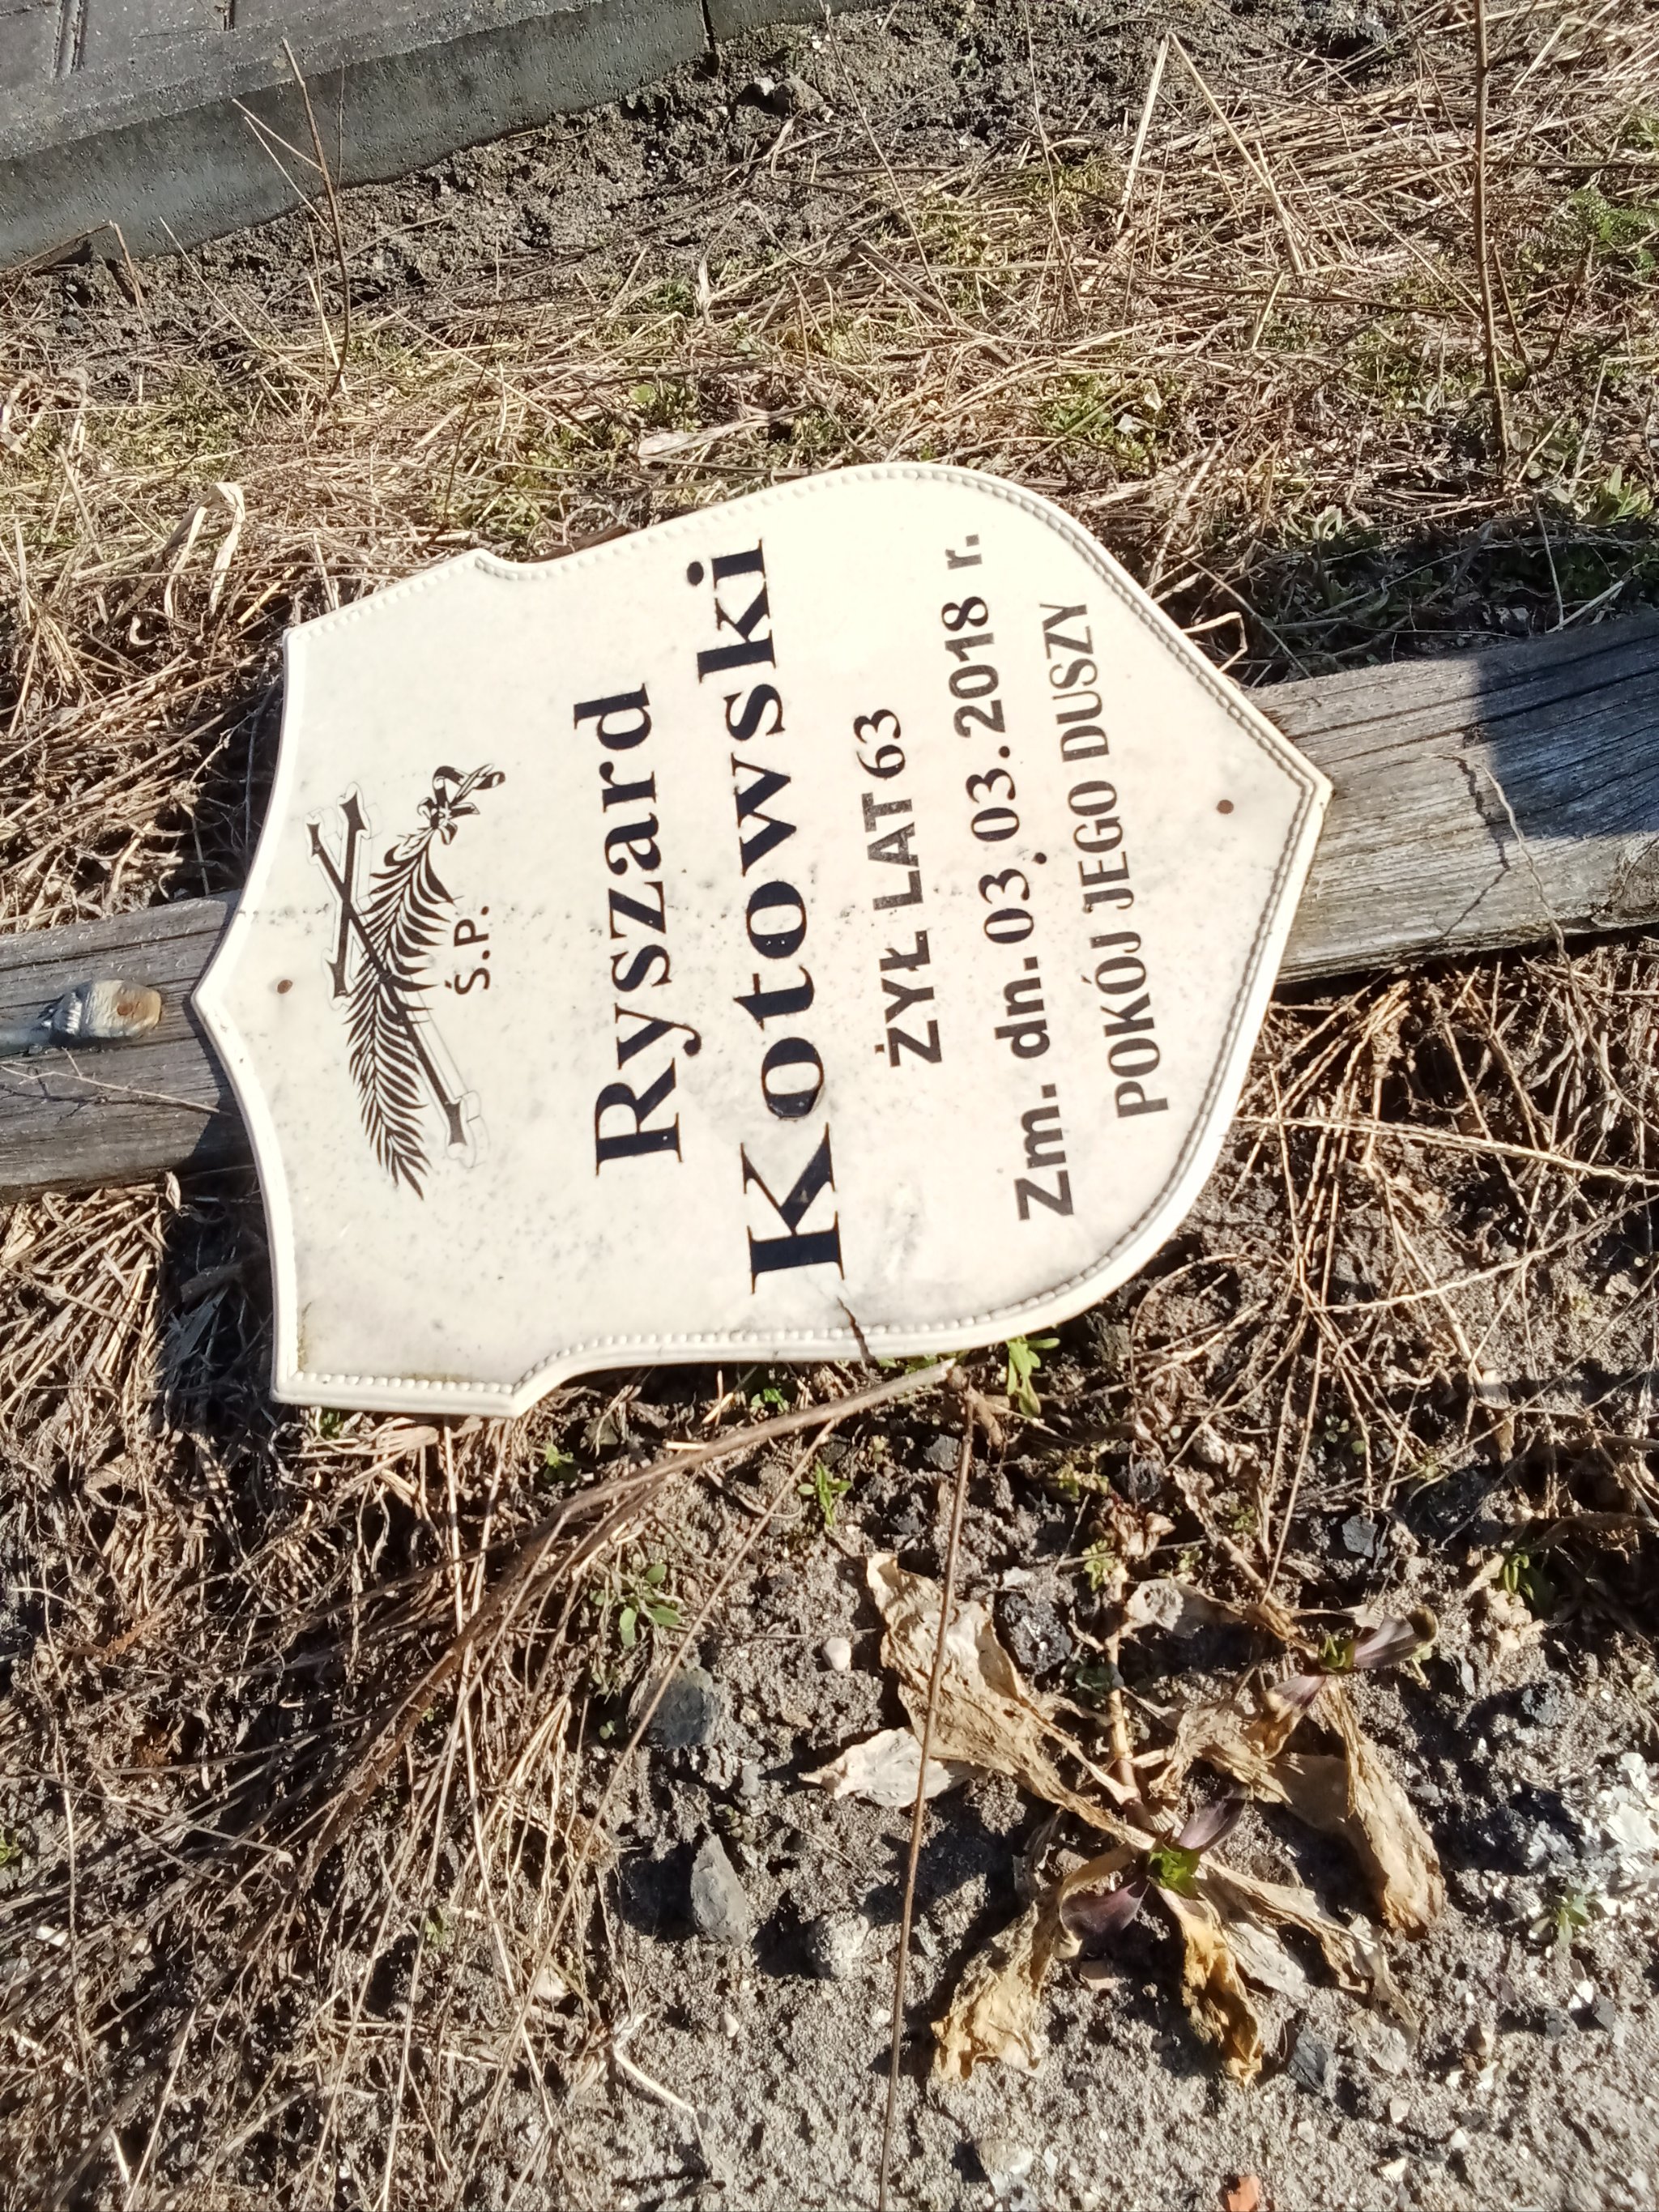 Ś.P.
Ryszard
Kotowski
ŻYŁ LAT 63
Zm. dn. 03.03.2018 r.
POKÓJ JEGO DUSZY